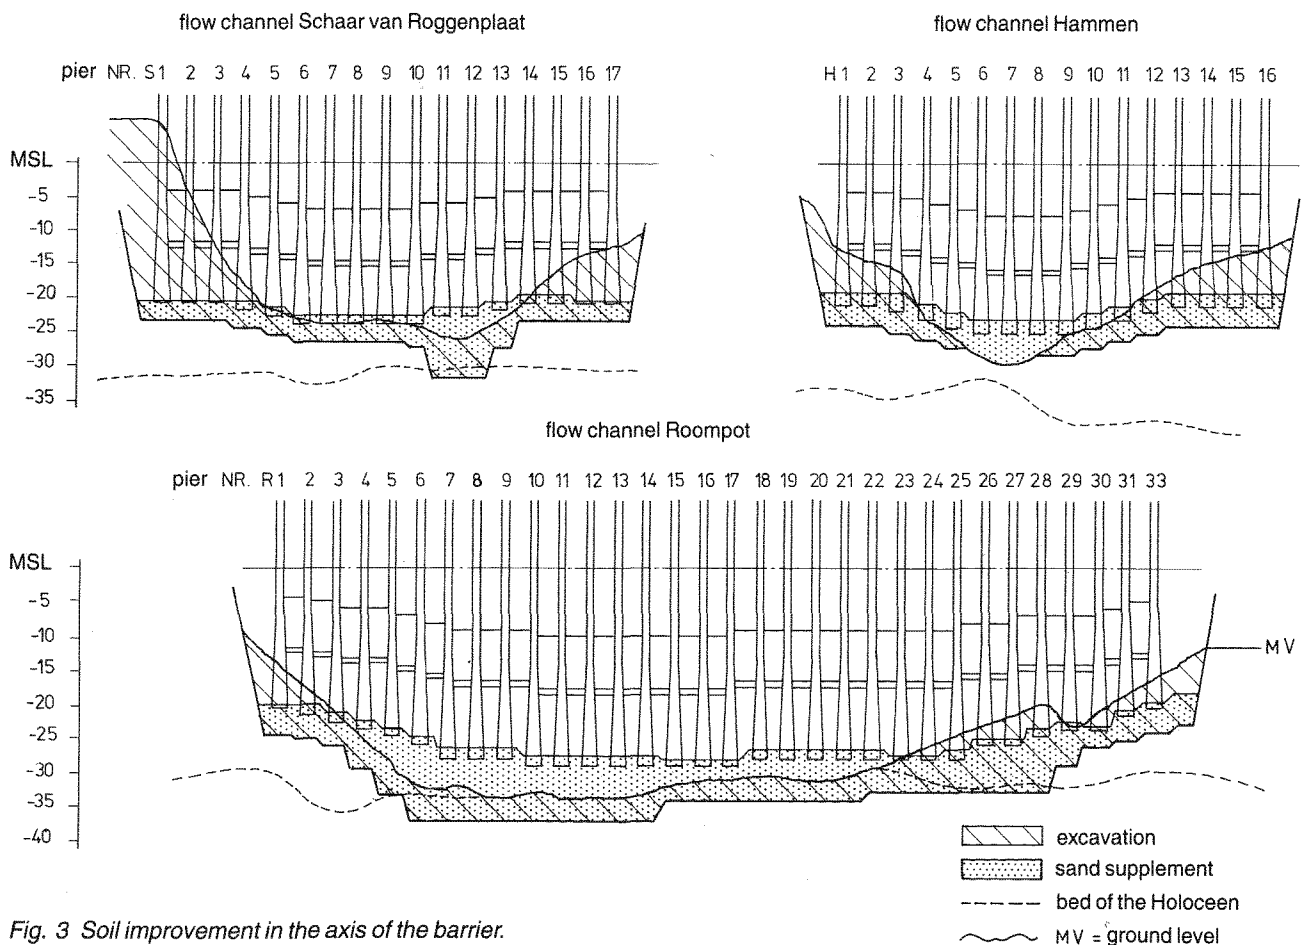 flow channel Schaar van Roggenplaat
pier NR. S 1 2 3 4 5 6 7 8 9 10 11 12 13 14 15 16 17
MSL
-5
-10
-15
-20
-25
-30
-35
flow channel Hammen
H 1 2 3 4 5 6 7 8 9 10 11 12 13 14 15 16
flow channel Roompot
pier NR. R 1 2 3 4 5 6 7 8 9 10 11 12 13 14 15 16 17 18 19 20 21 22 23 24 25 26 27 28 29 30 31 33
MSL
-5
-10
-15
-20
-25
-30
-35
-40
MV
excavation
sand supplement
bed of the Holoceen
MV = ground level
Fig. 3 Soil improvement in the axis of the barrier.